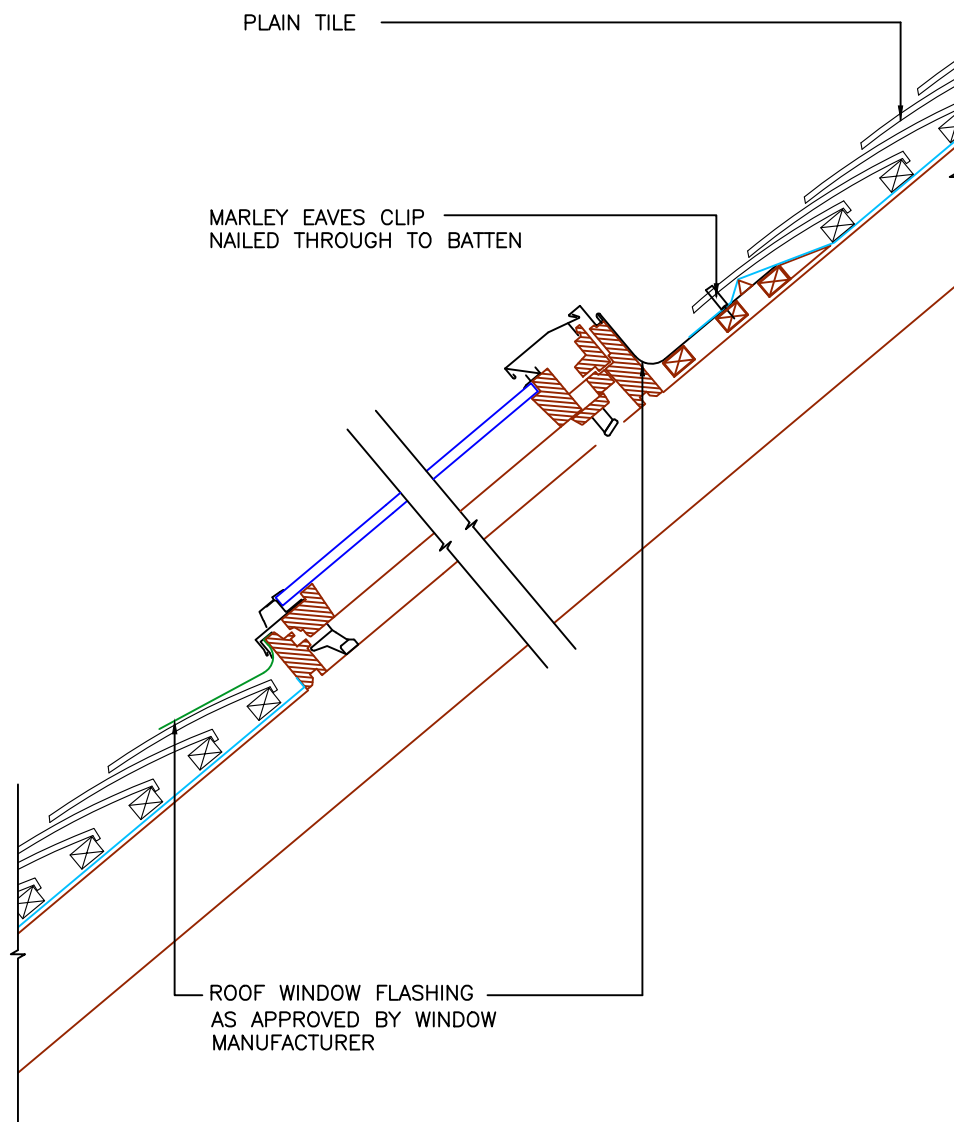 PLAIN TILE
MARLEY EAVES CLIP
NAILED THROUGH TO BATTEN
ROOF WINDOW FLASHING
AS APPROVED BY WINDOW
MANUFACTURER